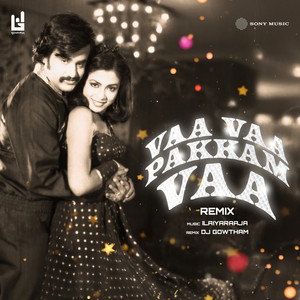 SONY MUSIC
VAA VAA
PAKKAM
VAA
REMIX
MUSIC ILAIYARAAJA
REMIX DJ GOWTHAM